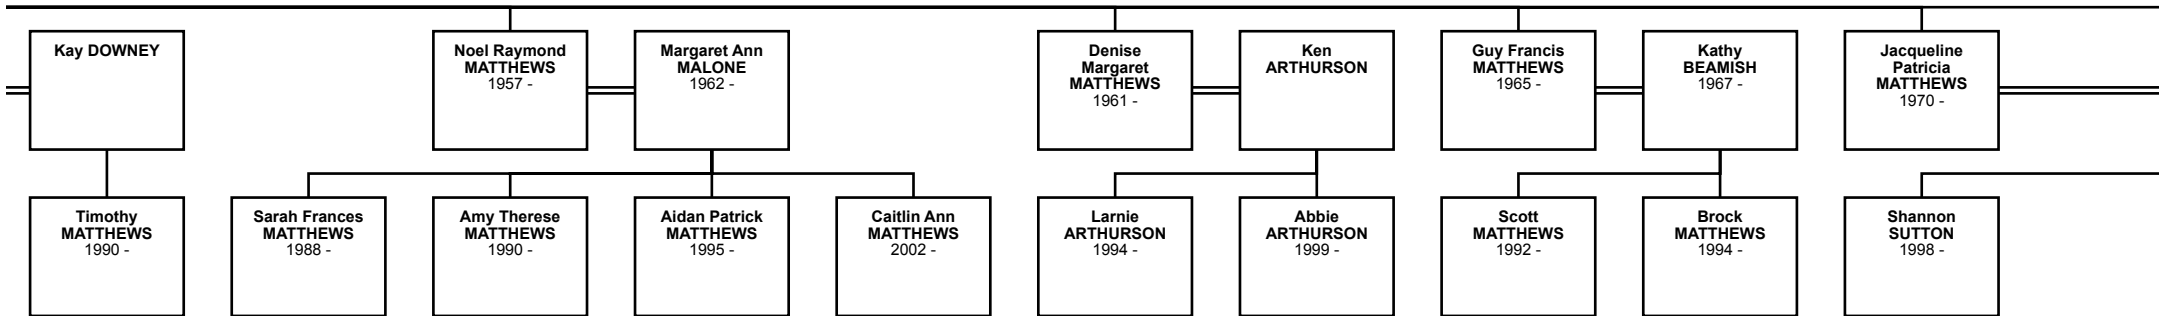 Kay DOWNEY
Noel Raymond
MATTHEWS
1957 -
Margaret Ann
MALONE
1962 -
Denise
Margaret
MATTHEWS
1961 -
Ken
ARTHURSON
Guy Francis
MATTHEWS
1965 -
Kathy
BEAMISH
1967 -
Jacqueline
Patricia
MATTHEWS
1970 -
Timothy
MATTHEWS
1990 -
Sarah Frances
MATTHEWS
1988 -
Amy Therese
MATTHEWS
1990 -
Aidan Patrick
MATTHEWS
1995 -
Caitlin Ann
MATTHEWS
2002 -
Larnie
ARTHURSON
1994 -
Abbie
ARTHURSON
1999 -
Scott
MATTHEWS
1992 -
Brock
MATTHEWS
1994 -
Shannon
SUTTON
1998 -